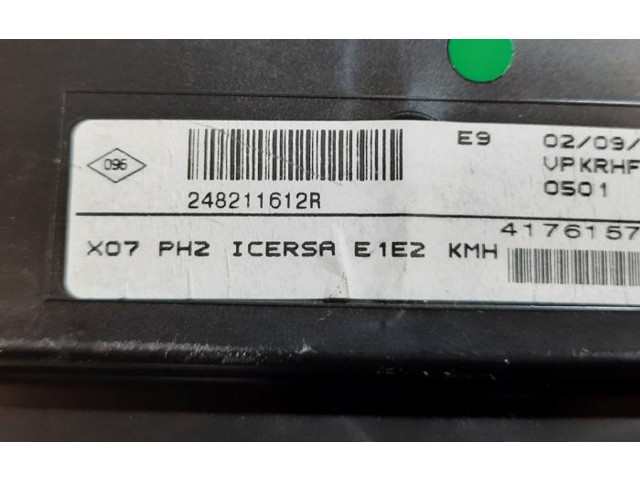 096
248211612R
E9
02/09/
VPKRHF
0501
4176157
X07 PH2 ICERSA E1E2 KMH